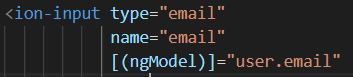 <ion-input type="email"
name="email"
[(ngModel)]="user.email"